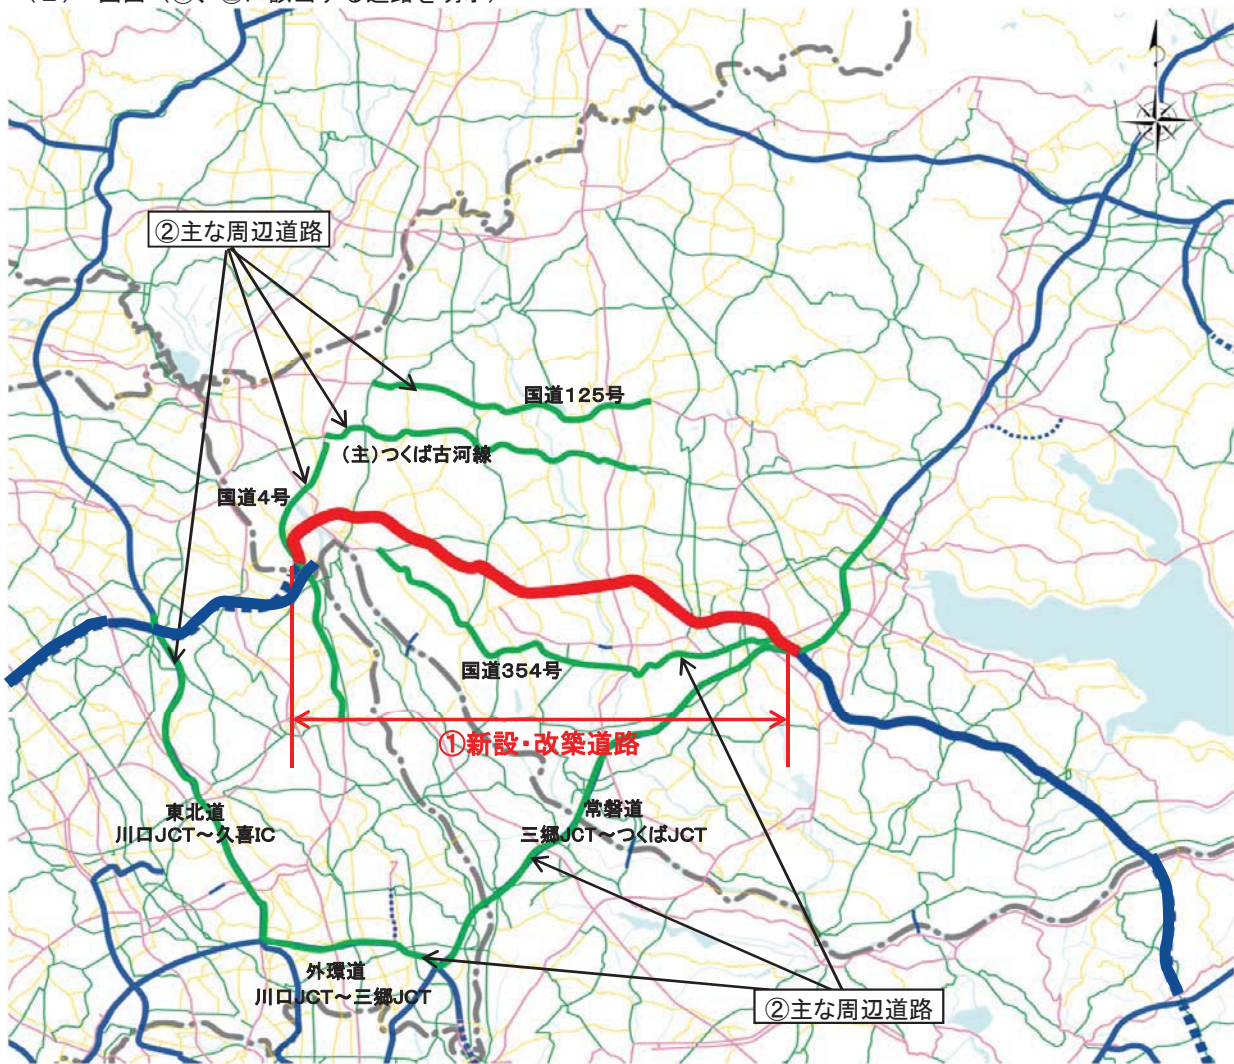 ②主な周辺道路
国道125号
(主)つくば古河線
国道4号
国道354号
①新設・改築道路
東北道
川口JCT～久喜IC
常磐道
三郷JCT～つくばJCT
外環道
川口JCT～三郷JCT
②主な周辺道路